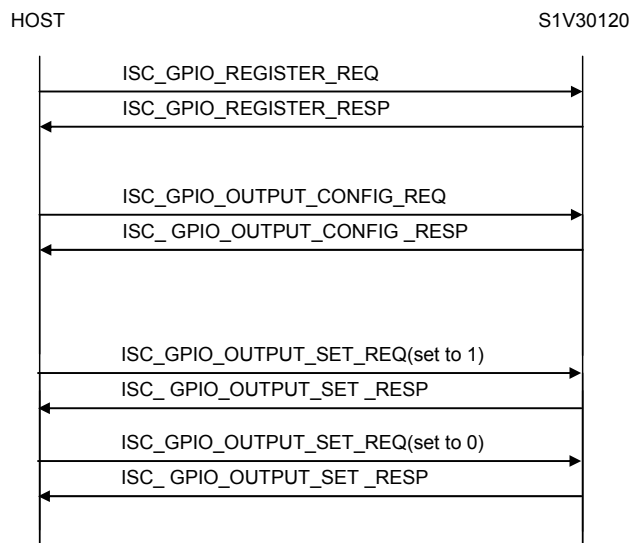 HOST
S1V30120
ISC_GPIO_REGISTER_REQ
ISC_GPIO_REGISTER_RESP
ISC_GPIO_OUTPUT_CONFIG_REQ
ISC_ GPIO_OUTPUT_CONFIG _RESP
ISC_GPIO_OUTPUT_SET_REQ(set to 1)
ISC_ GPIO_OUTPUT_SET _RESP
ISC_GPIO_OUTPUT_SET_REQ(set to 0)
ISC_ GPIO_OUTPUT_SET _RESP